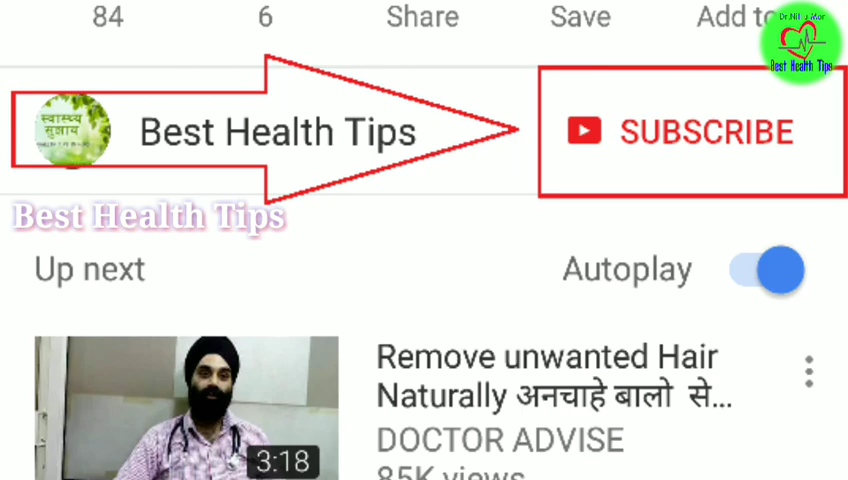 84 6 Share Save Add to
Best Health Tips
स्वास्थ्य
सुझाव
Best Health Tips
SUBSCRIBE
Best Health Tips
Up next Autoplay
Remove unwanted Hair
Naturally अनचाहे बालो से...
DOCTOR ADVISE
85K views
3:18